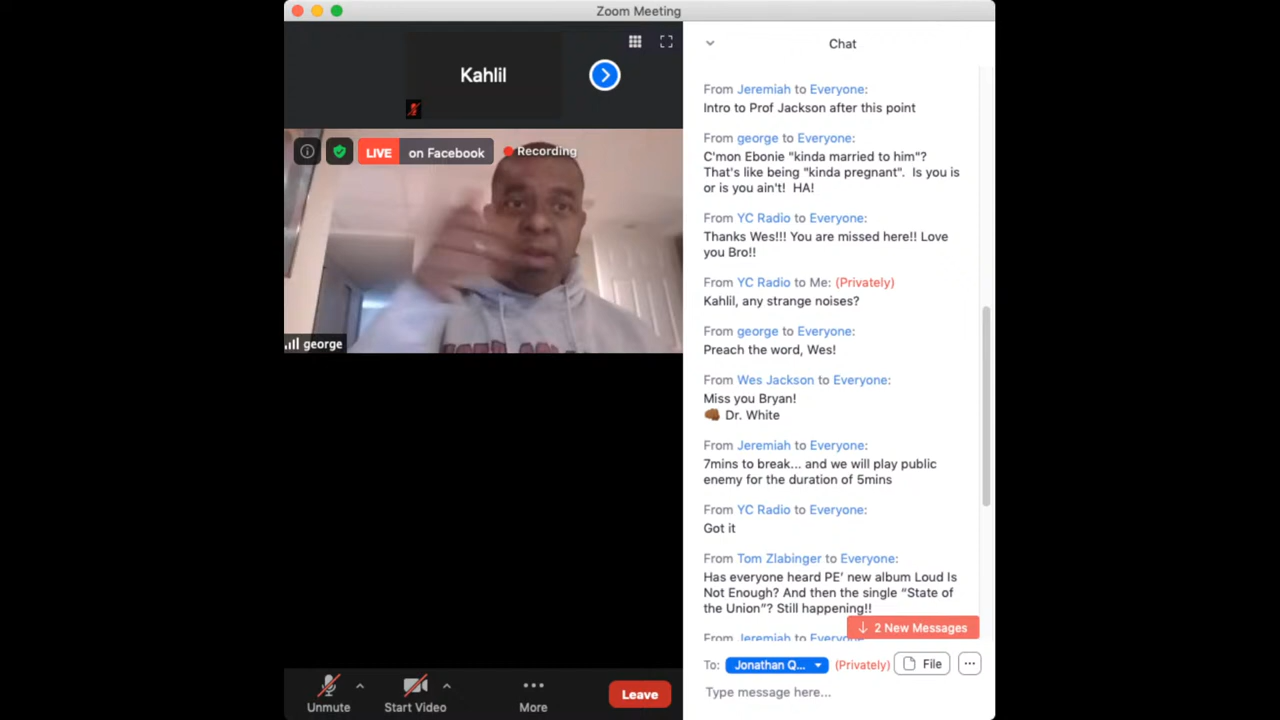 Zoom Meeting
Kahlil
LIVE on Facebook
Recording
george
Unmute
Start Video
More
Leave
Chat
From Jeremiah to Everyone:
Intro to Prof Jackson after this point
From george to Everyone:
C'mon Ebonie "kinda married to him"?
That's like being "kinda pregnant".  Is you is
or is you ain't!  HA!
From YC Radio to Everyone:
Thanks Wes!!! You are missed here!! Love
you Bro!!
From YC Radio to Me: (Privately)
Kahlil, any strange noises?
From george to Everyone:
Preach the word, Wes!
From Wes Jackson to Everyone:
Miss you Bryan!
👊🏾 Dr. White
From Jeremiah to Everyone:
7mins to break... and we will play public
enemy for the duration of 5mins
From YC Radio to Everyone:
Got it
From Tom Zlabinger to Everyone:
Has everyone heard PE’ new album Loud Is
Not Enough? And then the single “State of
the Union”? Still happening!!
2 New Messages
From Jeremiah to Everyone
To: Jonathan Q... (Privately) File
Type message here...